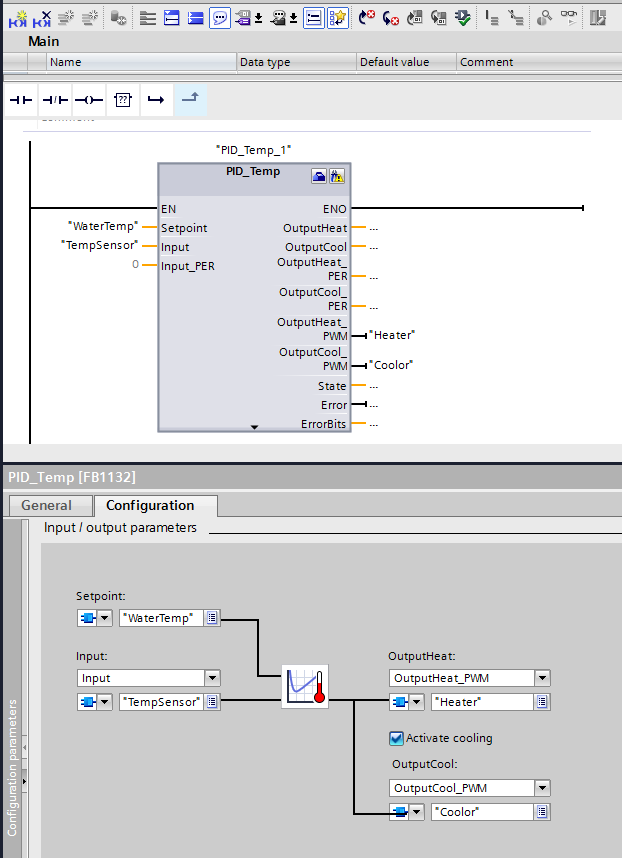 Main
Name Data type Default value Comment
??
"PID_Temp_1"
PID_Temp
EN ENO
"WaterTemp" Setpoint OutputHeat ...
"TempSensor" Input OutputCool ...
0 Input_PER OutputHeat_
PER ...
OutputCool_
PER ...
OutputHeat_
PWM "Heater"
OutputCool_
PWM "Coolor"
State ...
Error ...
ErrorBits ...
PID_Temp [FB1132]
General Configuration
Input / output parameters
Setpoint:
"WaterTemp"
Input: OutputHeat:
Input OutputHeat_PWM
"TempSensor" "Heater"
Activate cooling
OutputCool:
OutputCool_PWM
"Coolor"
Configuration parameters